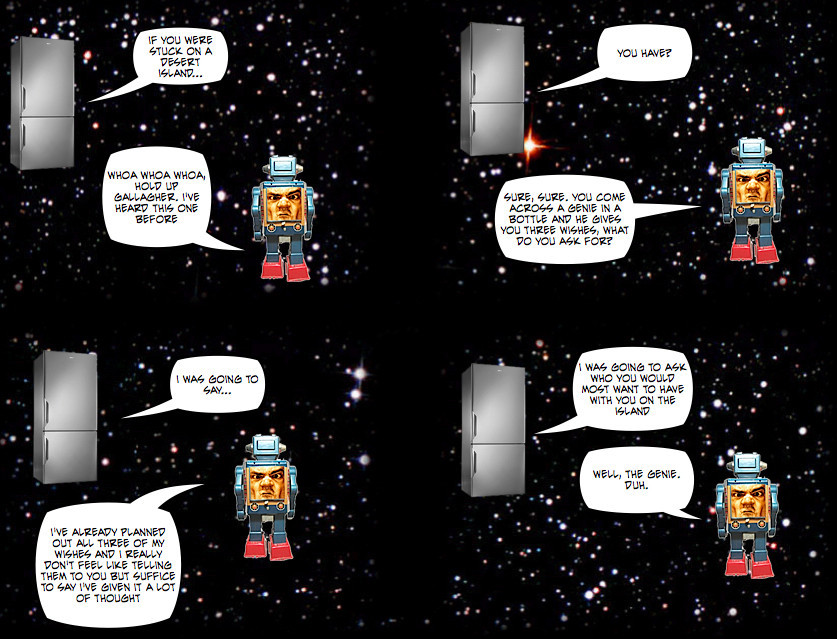 IF YOU WERE
STUCK ON A
DESERT
ISLAND...
WHOA WHOA WHOA,
HOLD UP
GALLAGHER. I'VE
HEARD THIS ONE
BEFORE
YOU HAVE?
SURE, SURE. YOU COME
ACROSS A GENIE IN A
BOTTLE AND HE GIVES
YOU THREE WISHES, WHAT
DO YOU ASK FOR?
I WAS GOING TO
SAY...
I'VE ALREADY PLANNED
OUT ALL THREE OF MY
WISHES AND I REALLY
DON'T FEEL LIKE TELLING
THEM TO YOU BUT SUFFICE
TO SAY I'VE GIVEN IT A LOT
OF THOUGHT
I WAS GOING TO ASK
WHO YOU WOULD
MOST WANT TO HAVE
WITH YOU ON THE
ISLAND
WELL, THE GENIE.
DUH.